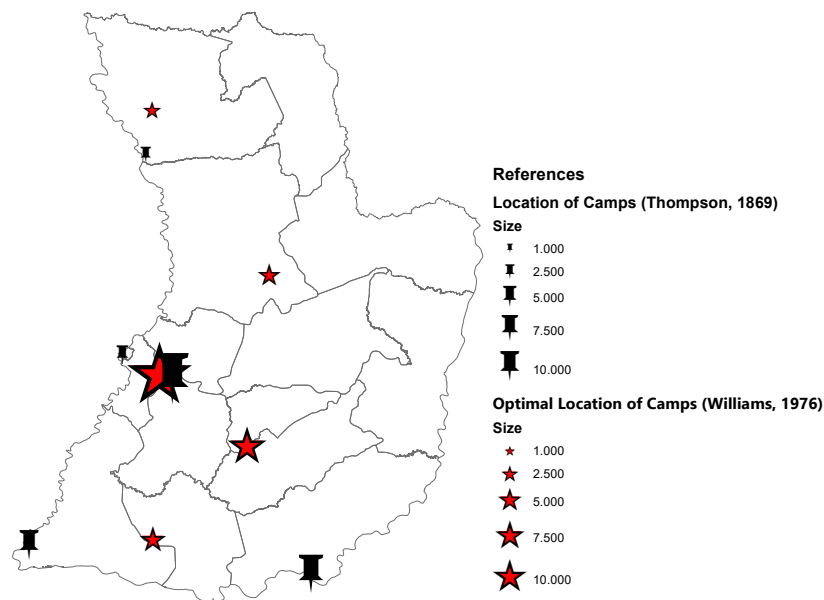 References
Location of Camps (Thompson, 1869)
Size
1.000
2.500
5.000
7.500
10.000
Optimal Location of Camps (Williams, 1976)
Size
1.000
2.500
5.000
7.500
10.000